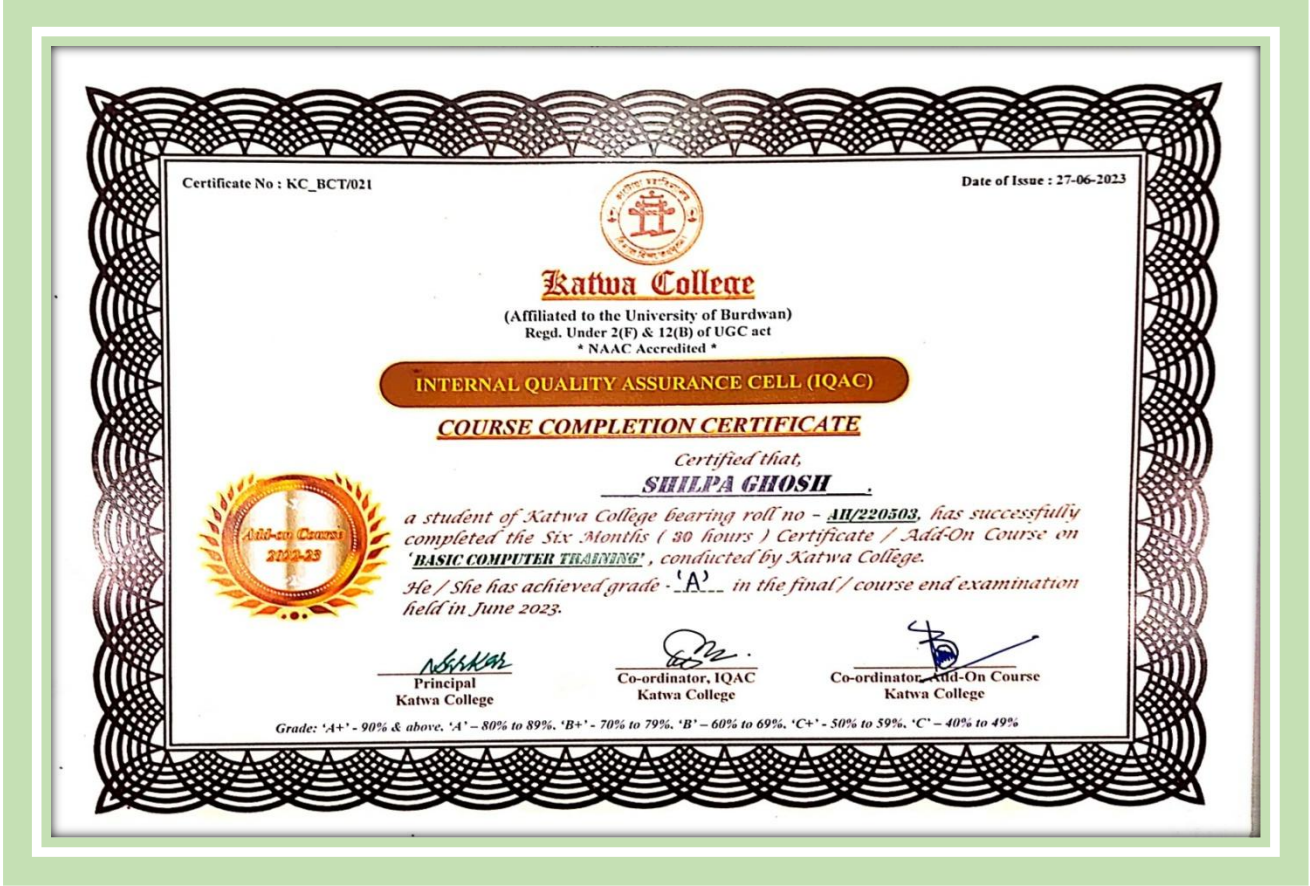 Certificate No : KC_BCT/021
Date of Issue : 27-06-2023
Katwa College
(Affiliated to the University of Burdwan)
Regd. Under 2(F) & 12(B) of UGC act
* NAAC Accredited *
INTERNAL QUALITY ASSURANCE CELL (IQAC)
COURSE COMPLETION CERTIFICATE
Certified that,
SHILPA GHOSH .
Add-on Course
2022-23
a student of Katwa College bearing roll no - AH/220503, has successfully
completed the Six Months ( 30 hours ) Certificate / Add-On Course on
'BASIC COMPUTER TRAINING' , conducted by Katwa College.
He / She has achieved grade - 'A' in the final / course end examination
held in June 2023.
Principal
Katwa College
Co-ordinator, IQAC
Katwa College
Co-ordinator, Add-On Course
Katwa College
Grade: 'A+' - 90% & above. 'A' – 80% to 89%. 'B+' - 70% to 79%. 'B' – 60% to 69%. 'C+' - 50% to 59%. 'C' – 40% to 49%